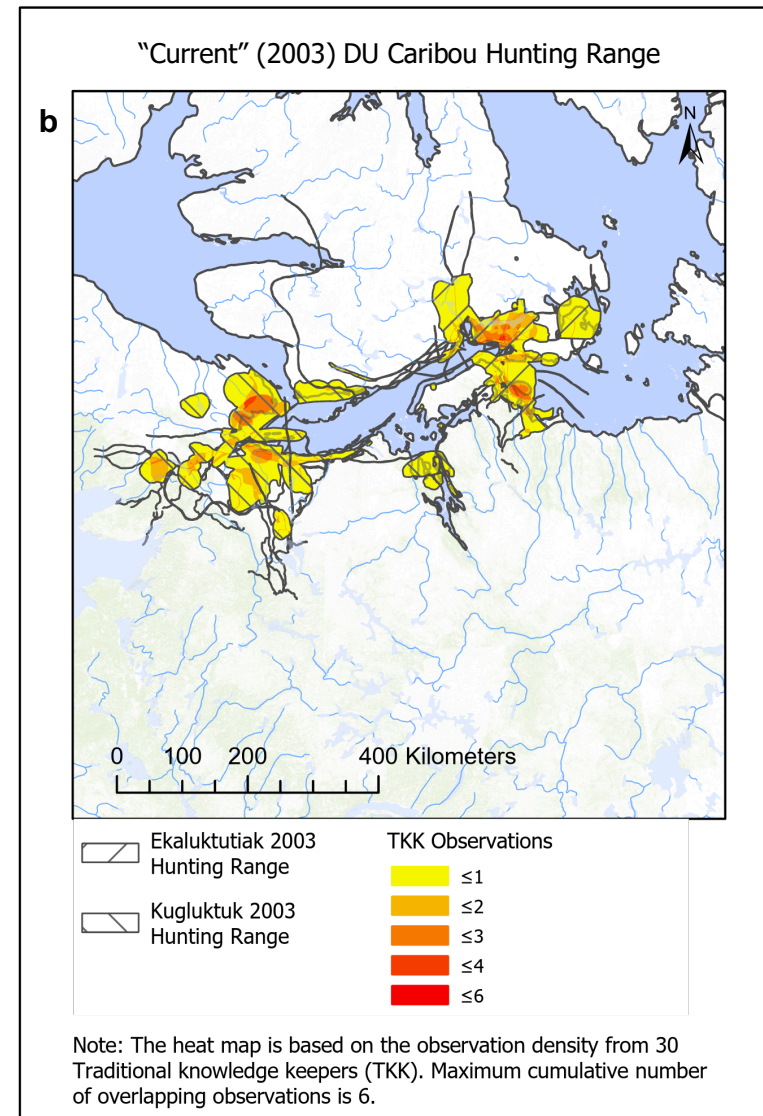 “Current” (2003) DU Caribou Hunting Range
b
N
0 100 200 400 Kilometers
Ekaluktutiak 2003
Hunting Range
Kugluktuk 2003
Hunting Range
TKK Observations
≤1
≤2
≤3
≤4
≤6
Note: The heat map is based on the observation density from 30
Traditional knowledge keepers (TKK). Maximum cumulative number
of overlapping observations is 6.